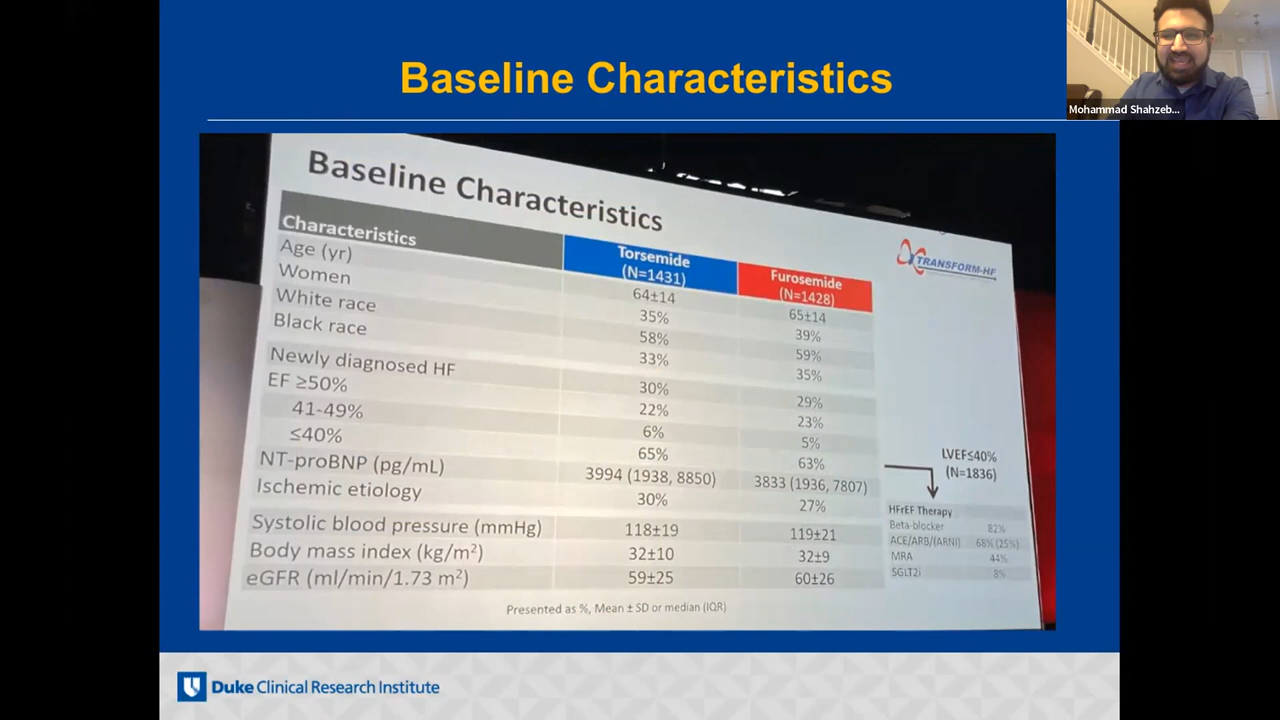 Baseline Characteristics
Mohammad Shahzeb...
Baseline Characteristics
TRANSFORM-HF
Characteristics Torsemide (N=1431) Furosemide (N=1428)
Age (yr) 64±14 65±14
Women 35% 39%
White race 58% 59%
Black race 33% 35%
Newly diagnosed HF 30% 29%
EF ≥50% 22% 23%
41-49% 6% 5%
≤40% 65% 63%
NT-proBNP (pg/mL) 3994 (1938, 8850) 3833 (1936, 7807)
Ischemic etiology 30% 27%
Systolic blood pressure (mmHg) 118±19 119±21
Body mass index (kg/m²) 32±10 32±9
eGFR (ml/min/1.73 m²) 59±25 60±26
LVEF≤40%
(N=1836)
HFrEF Therapy
Beta-blocker 82%
ACE/ARB/(ARNI) 68% (25%)
MRA 44%
SGLT2i 8%
Presented as %, Mean ± SD or median (IQR)
Duke Clinical Research Institute